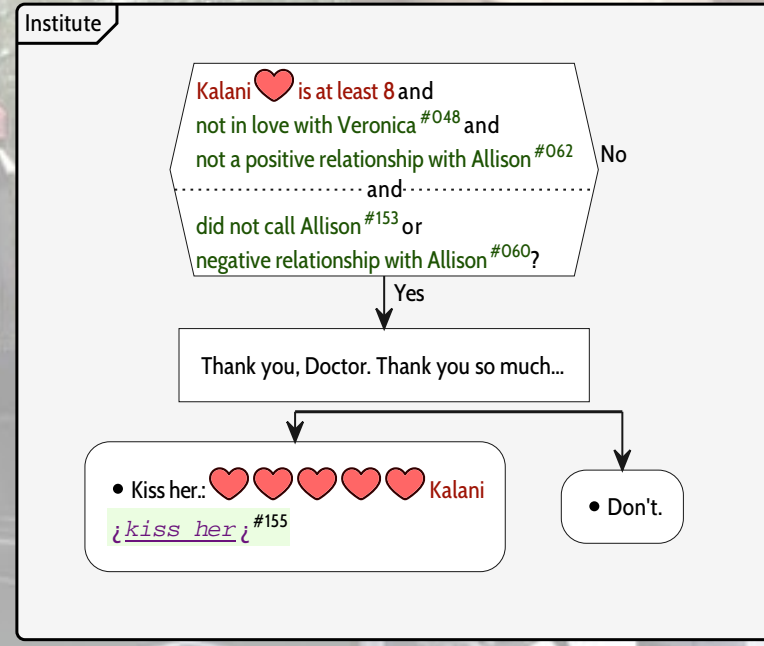 Institute
Kalani is at least 8 and
not in love with Veronica #048 and
not a positive relationship with Allison #062
No
and
did not call Allison #153 or
negative relationship with Allison #060?
Yes
Thank you, Doctor. Thank you so much...
• Kiss her.: Kalani
¿kiss her¿ #155
• Don't.